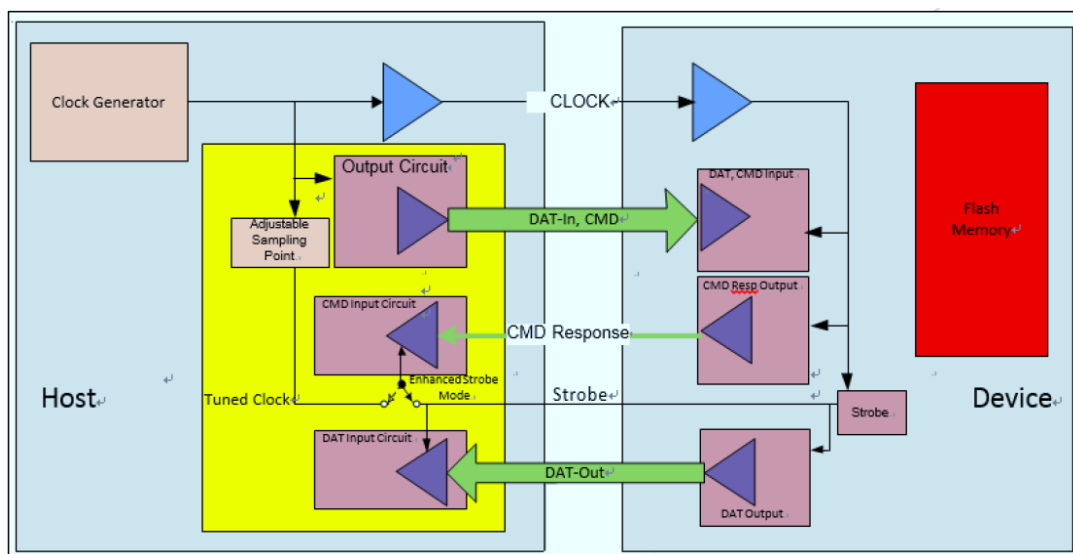 Clock Generator
CLOCK
Output Circuit
DAT, CMD Input
Flash
Memory
Adjustable
Sampling
Point
DAT-In, CMD
CMD Input Circuit
CMD Resp Output
CMD Response
Host
Enhanced Strobe
Mode
Tuned Clock
Strobe
Strobe
Device
DAT Input Circuit
DAT-Out
DAT Output